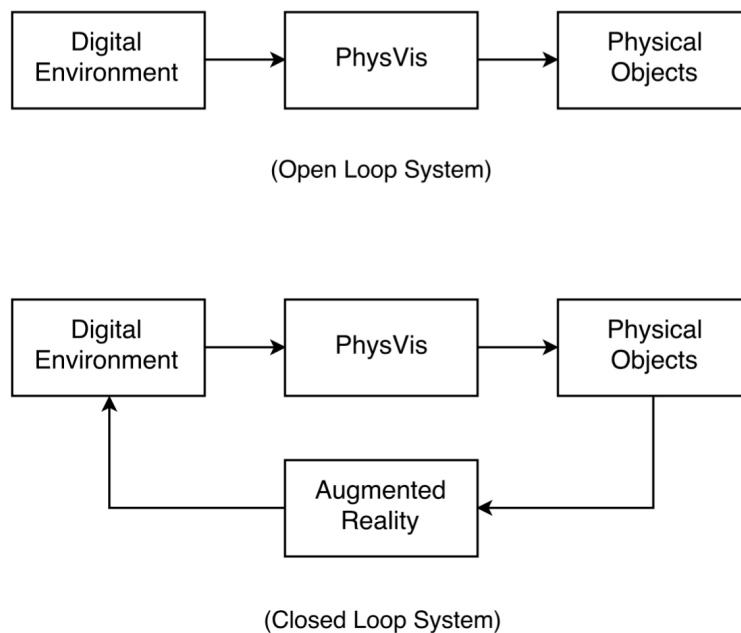 Digital
Environment
PhysVis
Physical
Objects
(Open Loop System)
Digital
Environment
PhysVis
Physical
Objects
Augmented
Reality
(Closed Loop System)